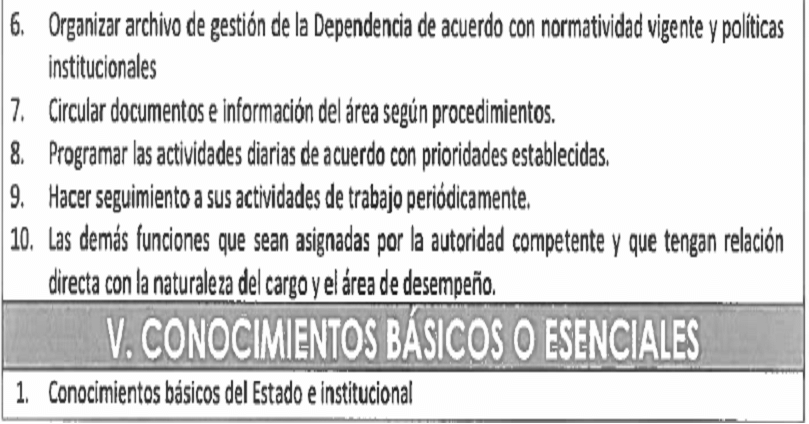 6. Organizar archivo de gestión de la Dependencia de acuerdo con normatividad vigente y políticas
institucionales
7. Circular documentos e información del área según procedimientos.
8. Programar las actividades diarias de acuerdo con prioridades establecidas.
9. Hacer seguimiento a sus actividades de trabajo periódicamente.
10. Las demás funciones que sean asignadas por la autoridad competente y que tengan relación
directa con la naturaleza del cargo y el área de desempeño.
V. CONOCIMIENTOS BÁSICOS O ESENCIALES
1. Conocimientos básicos del Estado e institucional